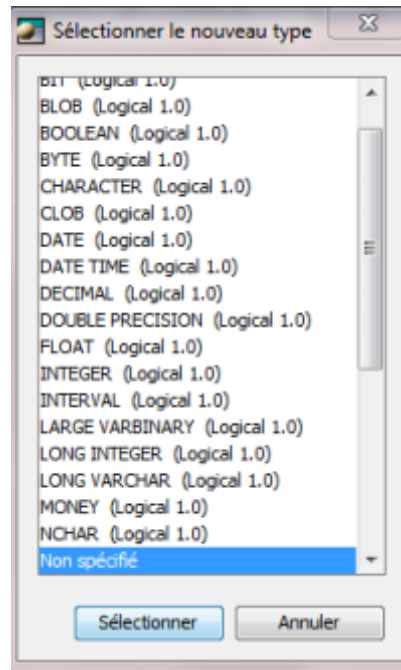 Sélectionner le nouveau type
BIT (Logical 1.0)
BLOB (Logical 1.0)
BOOLEAN (Logical 1.0)
BYTE (Logical 1.0)
CHARACTER (Logical 1.0)
CLOB (Logical 1.0)
DATE (Logical 1.0)
DATE TIME (Logical 1.0)
DECIMAL (Logical 1.0)
DOUBLE PRECISION (Logical 1.0)
FLOAT (Logical 1.0)
INTEGER (Logical 1.0)
INTERVAL (Logical 1.0)
LARGE VARBINARY (Logical 1.0)
LONG INTEGER (Logical 1.0)
LONG VARCHAR (Logical 1.0)
MONEY (Logical 1.0)
NCHAR (Logical 1.0)
Non spécifié
Sélectionner
Annuler